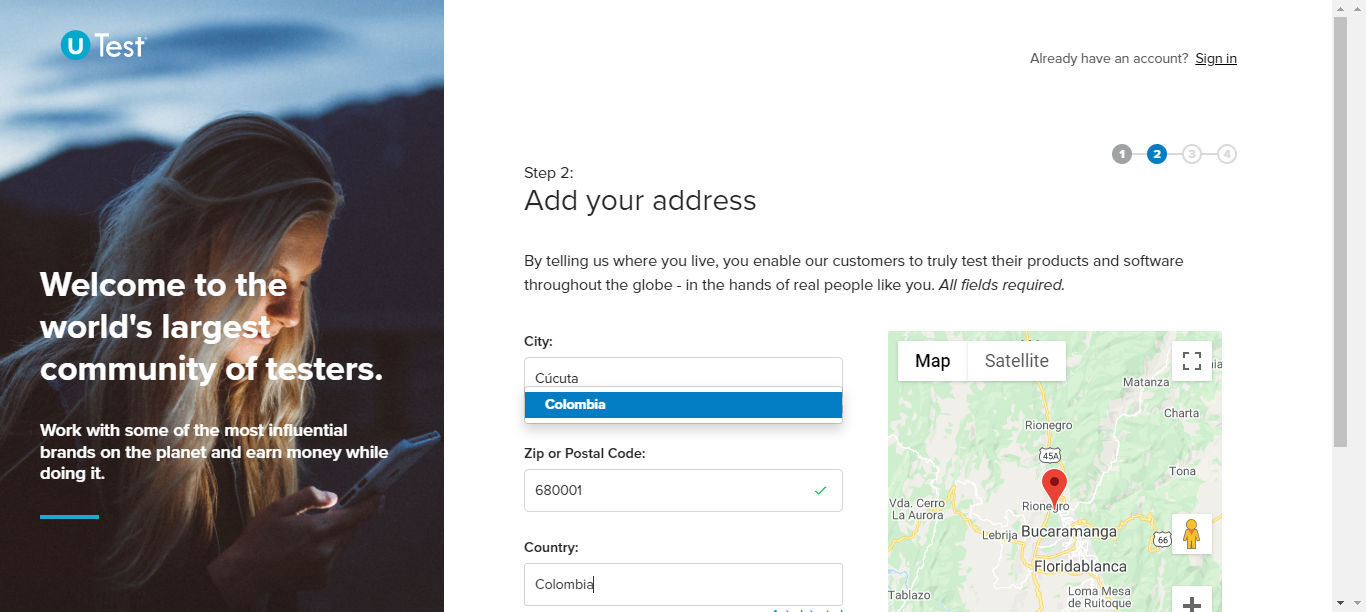 U Test
Already have an account? Sign in
1 2 3 4
Step 2:
Add your address
By telling us where you live, you enable our customers to truly test their products and software
throughout the globe - in the hands of real people like you. All fields required.
Welcome to the
world's largest
community of testers.
Work with some of the most influential
brands on the planet and earn money while
doing it.
City:
Cúcuta
Colombia
Zip or Postal Code:
680001
Country:
Colombia
Map Satellite
Matanza
Charta
Rionegro
45A
Tona
Vda. Cerro
La Aurora
Rionegro
Bucaramanga
Lebrija
66
Floridablanca
Tablazo
Loma Mesa
de Ruitoque